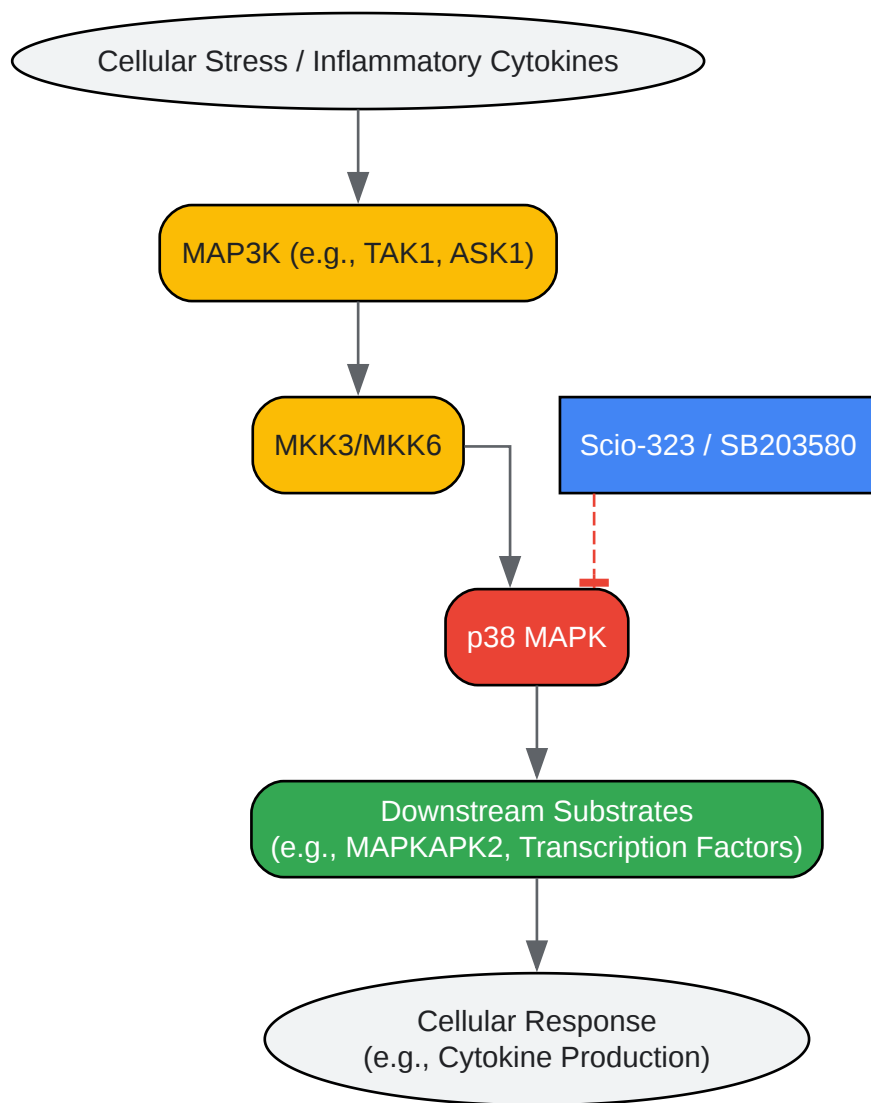 Cellular Stress / Inflammatory Cytokines
MAP3K (e.g., TAK1, ASK1)
MKK3/MKK6
Scio-323 / SB203580
p38 MAPK
Downstream Substrates
(e.g., MAPKAPK2, Transcription Factors)
Cellular Response
(e.g., Cytokine Production)